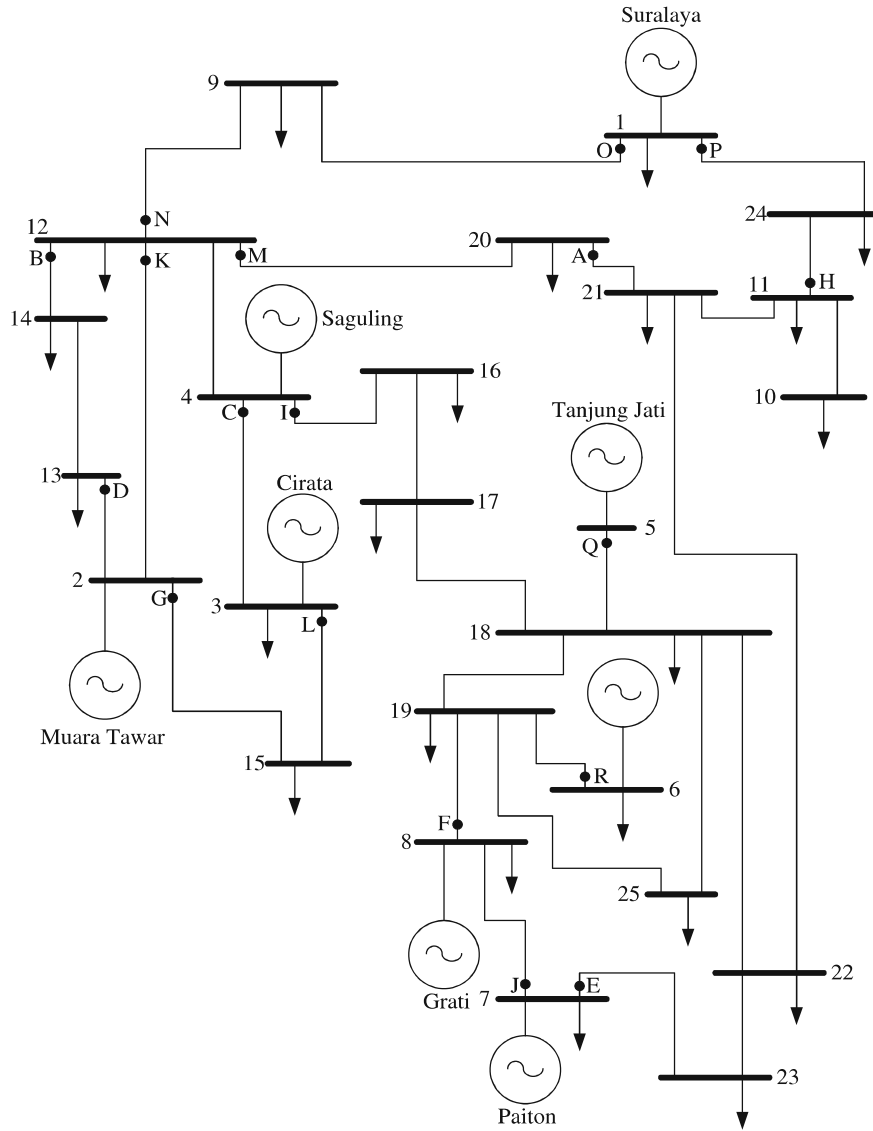 Suralaya
9
1
O
P
24
N
12
B
K
M
20
A
21
11
H
14
Saguling
16
4
C
I
10
Tanjung Jati
13
D
Cirata
17
5
Q
2
G
3
L
18
Muara Tawar
19
15
R
6
F
8
25
22
J
E
Grati
7
23
Paiton